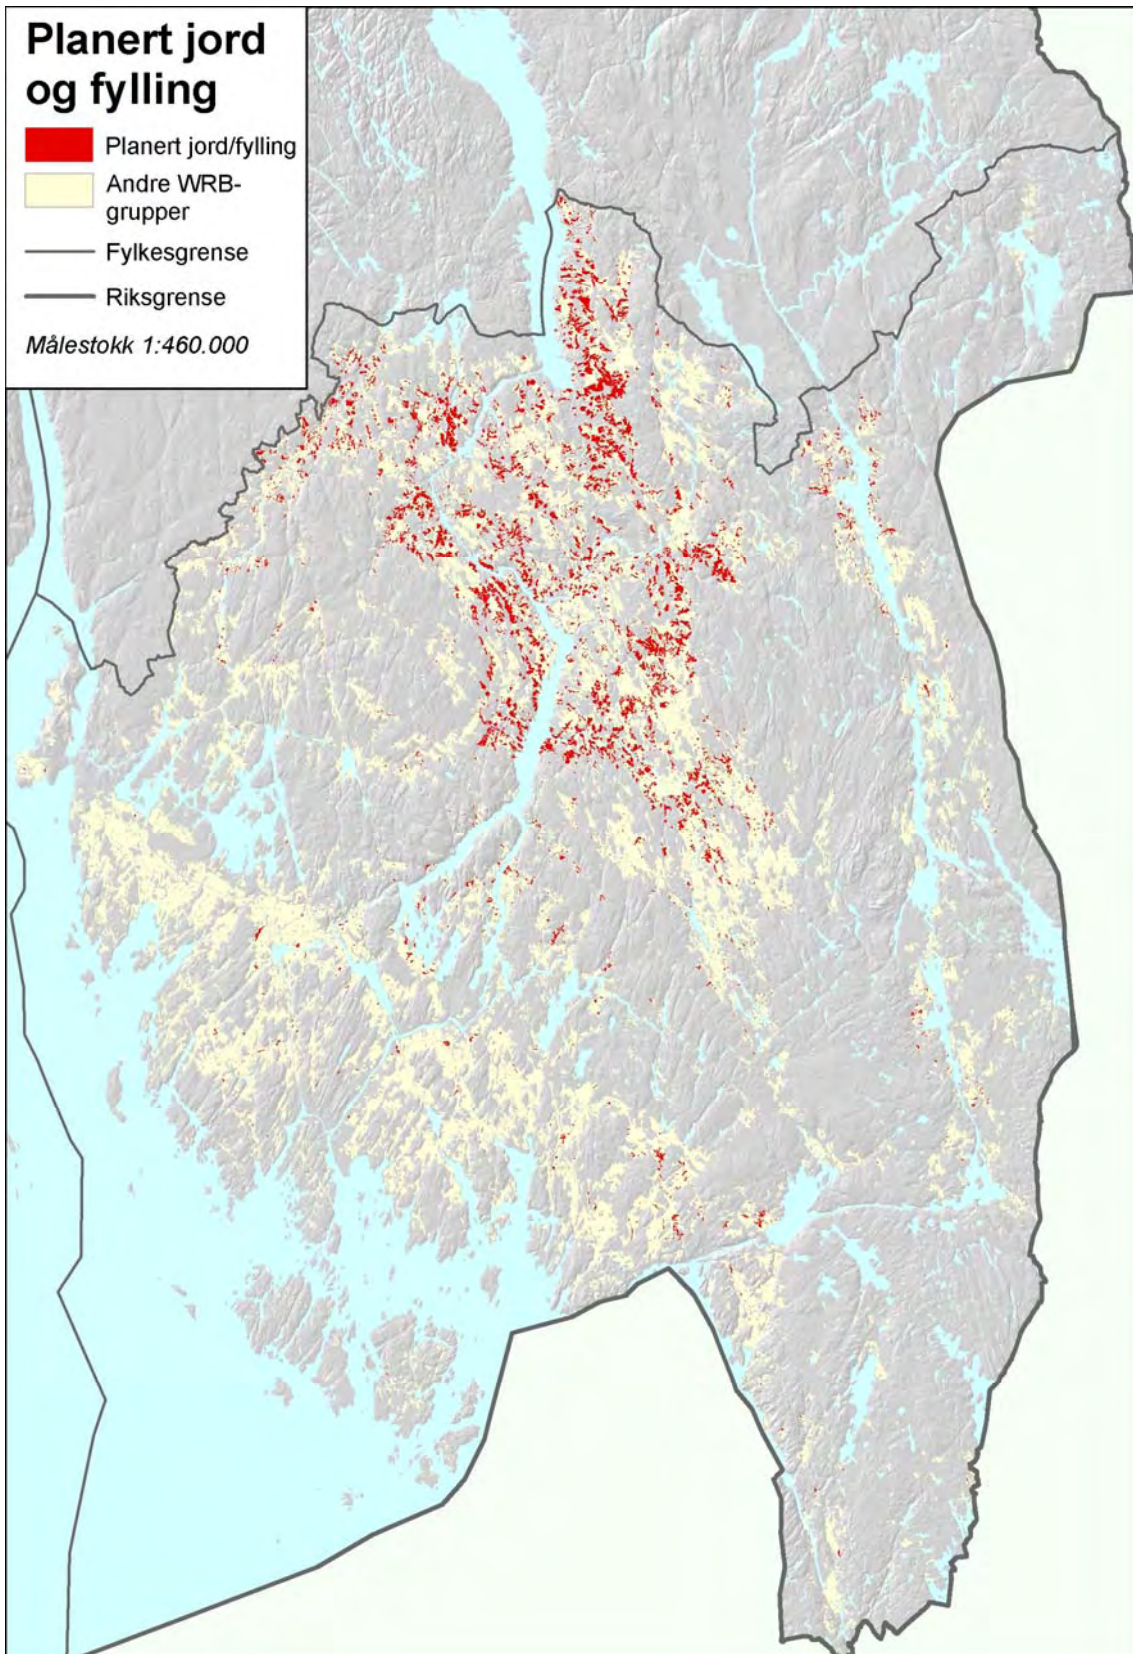 Planert jord
og fylling
Planert jord/fylling
Andre WRB-
grupper
Fylkesgrense
Riksgrense
Målestokk 1:460.000